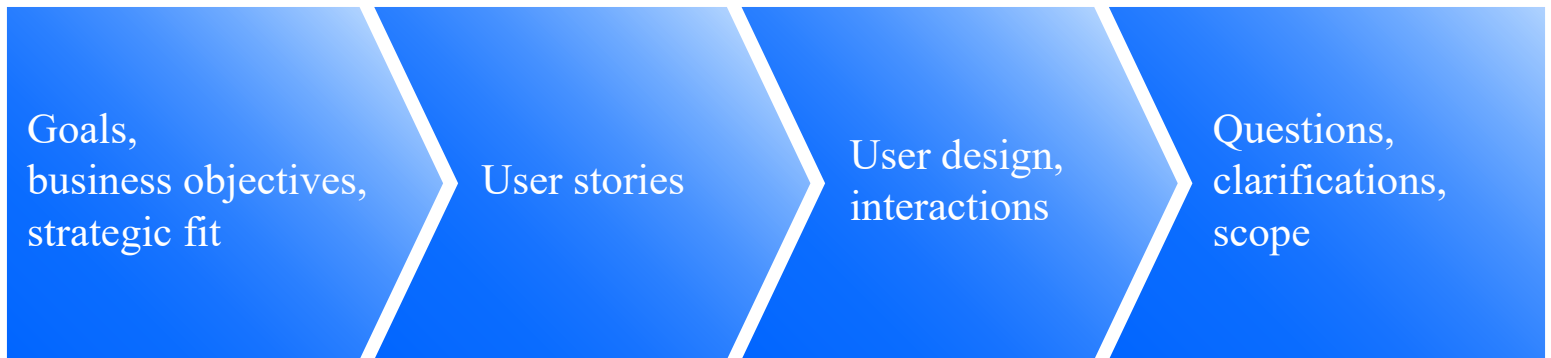 Goals,
business objectives,
strategic fit
User stories
User design,
interactions
Questions,
clarifications,
scope